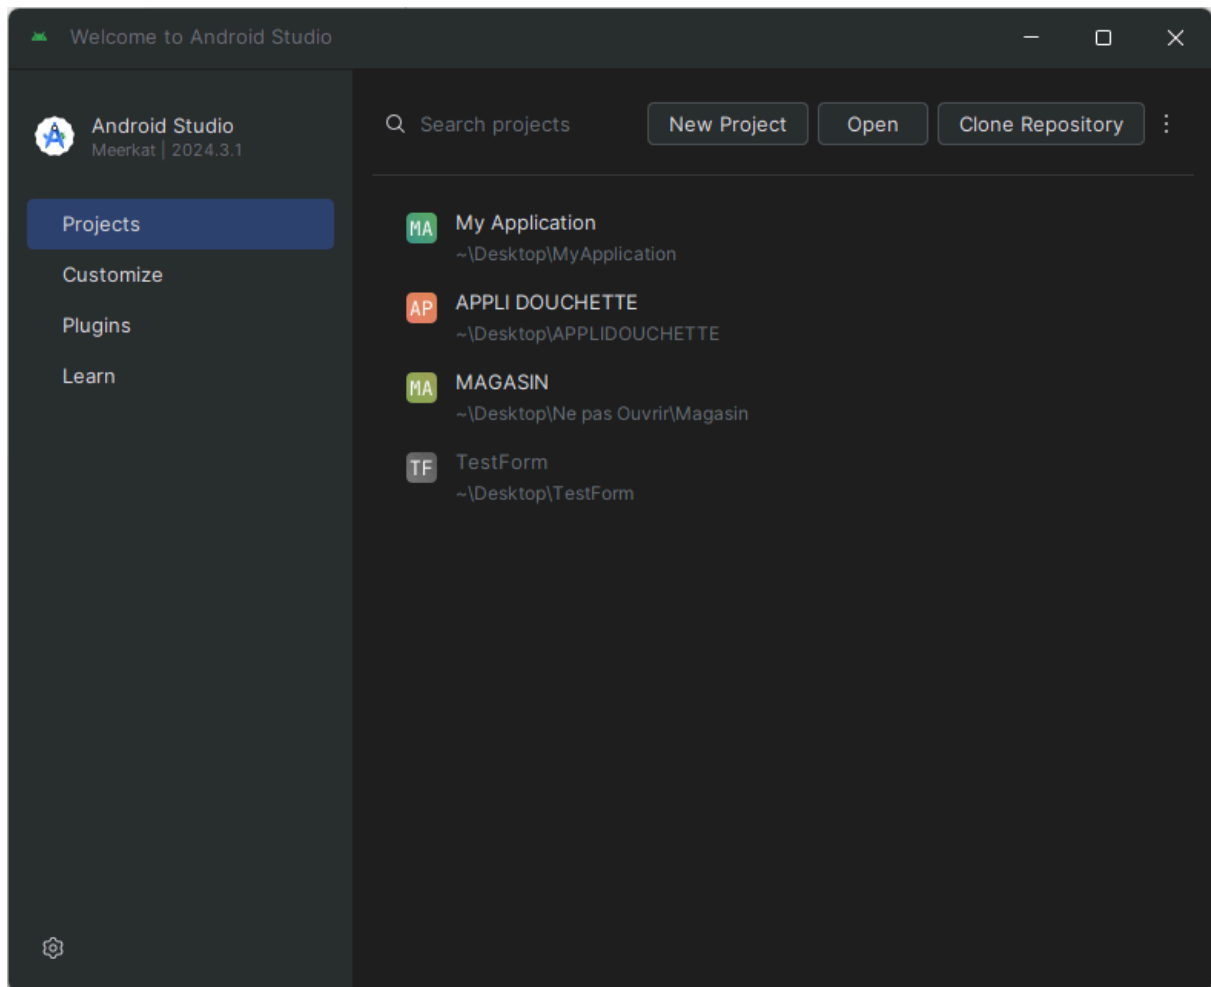 Welcome to Android Studio
Android Studio
Meerkat | 2024.3.1
Projects
Customize
Plugins
Learn
Search projects
New Project
Open
Clone Repository
MA
My Application
~\Desktop\MyApplication
AP
APPLI DOUCHETTE
~\Desktop\APPLIDOUCHETTE
MA
MAGASIN
~\Desktop\Ne pas Ouvrir\Magasin
TF
TestForm
~\Desktop\TestForm